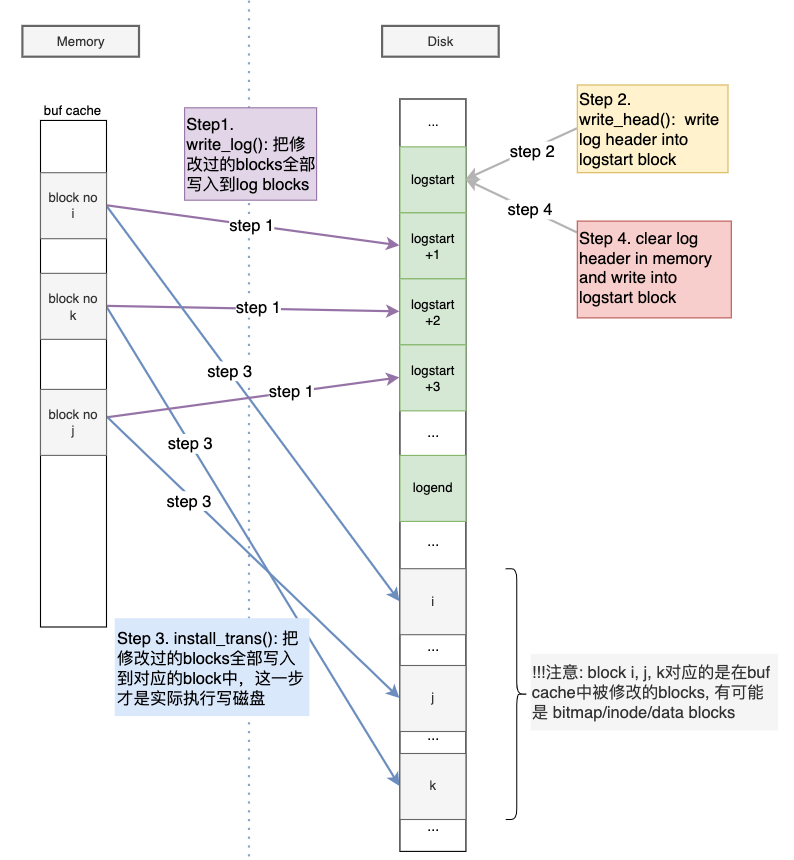 Memory
Disk
buf cache
block no
i
block no
k
block no
j
Step1.
write_log(): 把修
改过的blocks全部
写入到log blocks
step 1
step 1
step 3
step 1
step 3
step 3
Step 3. install_trans(): 把
修改过的blocks全部写入
到对应的block中，这一步
才是实际执行写磁盘
...
logstart
logstart
+1
logstart
+2
logstart
+3
...
logend
...
i
...
j
...
k
...
step 2
step 4
Step 2.
write_head(): write
log header into
logstart block
Step 4. clear log
header in memory
and write into
logstart block
!!!注意: block i, j, k对应的是在buf
cache中被修改的blocks, 有可能
是 bitmap/inode/data blocks